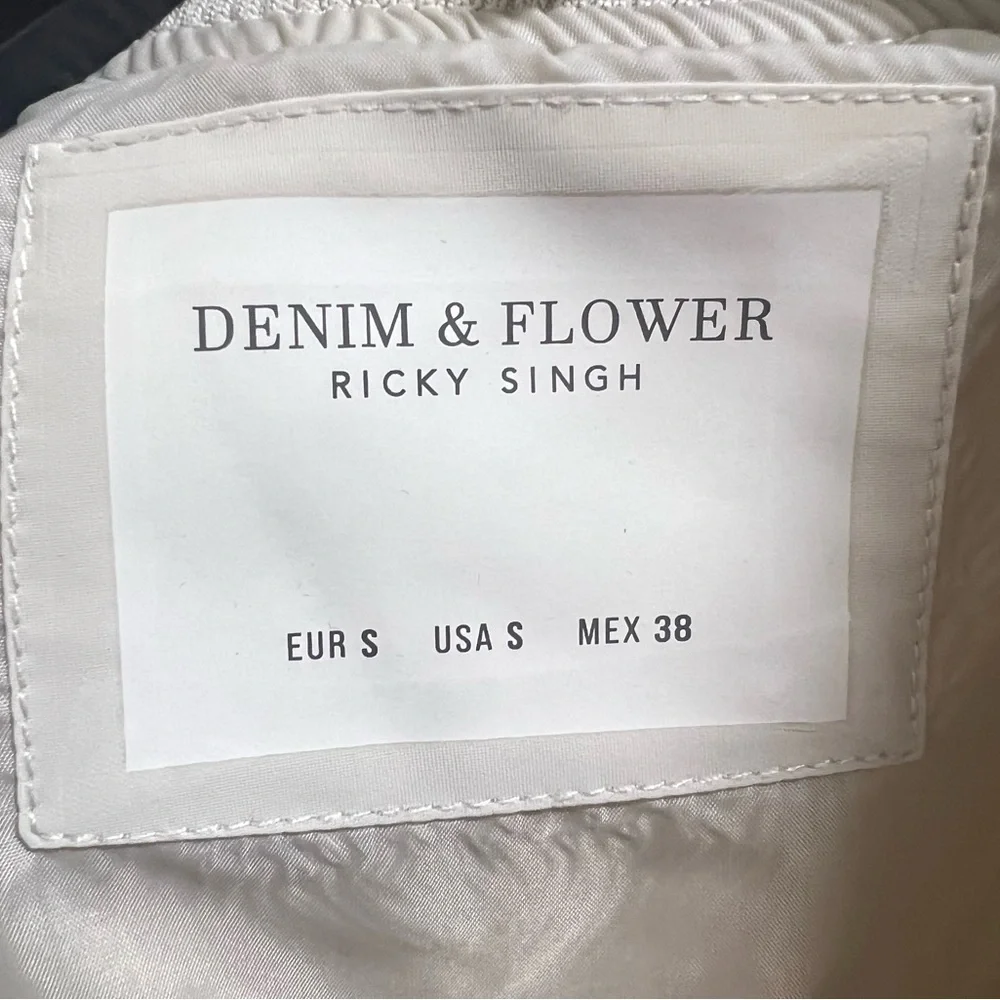 DENIM & FLOWER
RICKY SINGH
EUR S USA S MEX 38